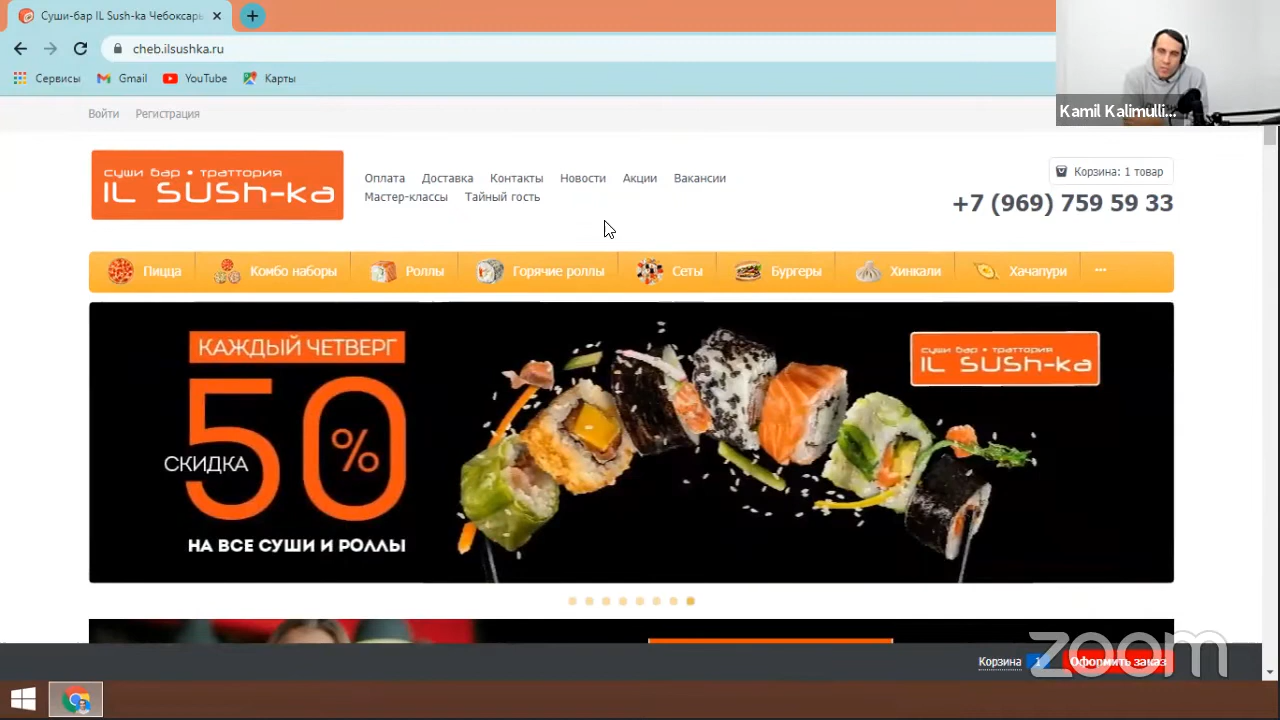 Суши-бар IL Sush-ka Чебоксары
cheb.ilsushka.ru
Сервисы Gmail YouTube Карты
Kamil Kalimulli...
Войти Регистрация
суши бар • траттория
IL SUSh-ka
Оплата Доставка Контакты Новости Акции Вакансии
Мастер-классы Тайный гость
Корзина: 1 товар
+7 (969) 759 59 33
Пицца Комбо наборы Роллы Горячие роллы Сеты Бургеры Хинкали Хачапури ...
КАЖДЫЙ ЧЕТВЕРГ
СКИДКА 50%
НА ВСЕ СУШИ И РОЛЛЫ
суши бар • траттория
IL SUSh-ka
Корзина 1 Оформить заказ
zoom